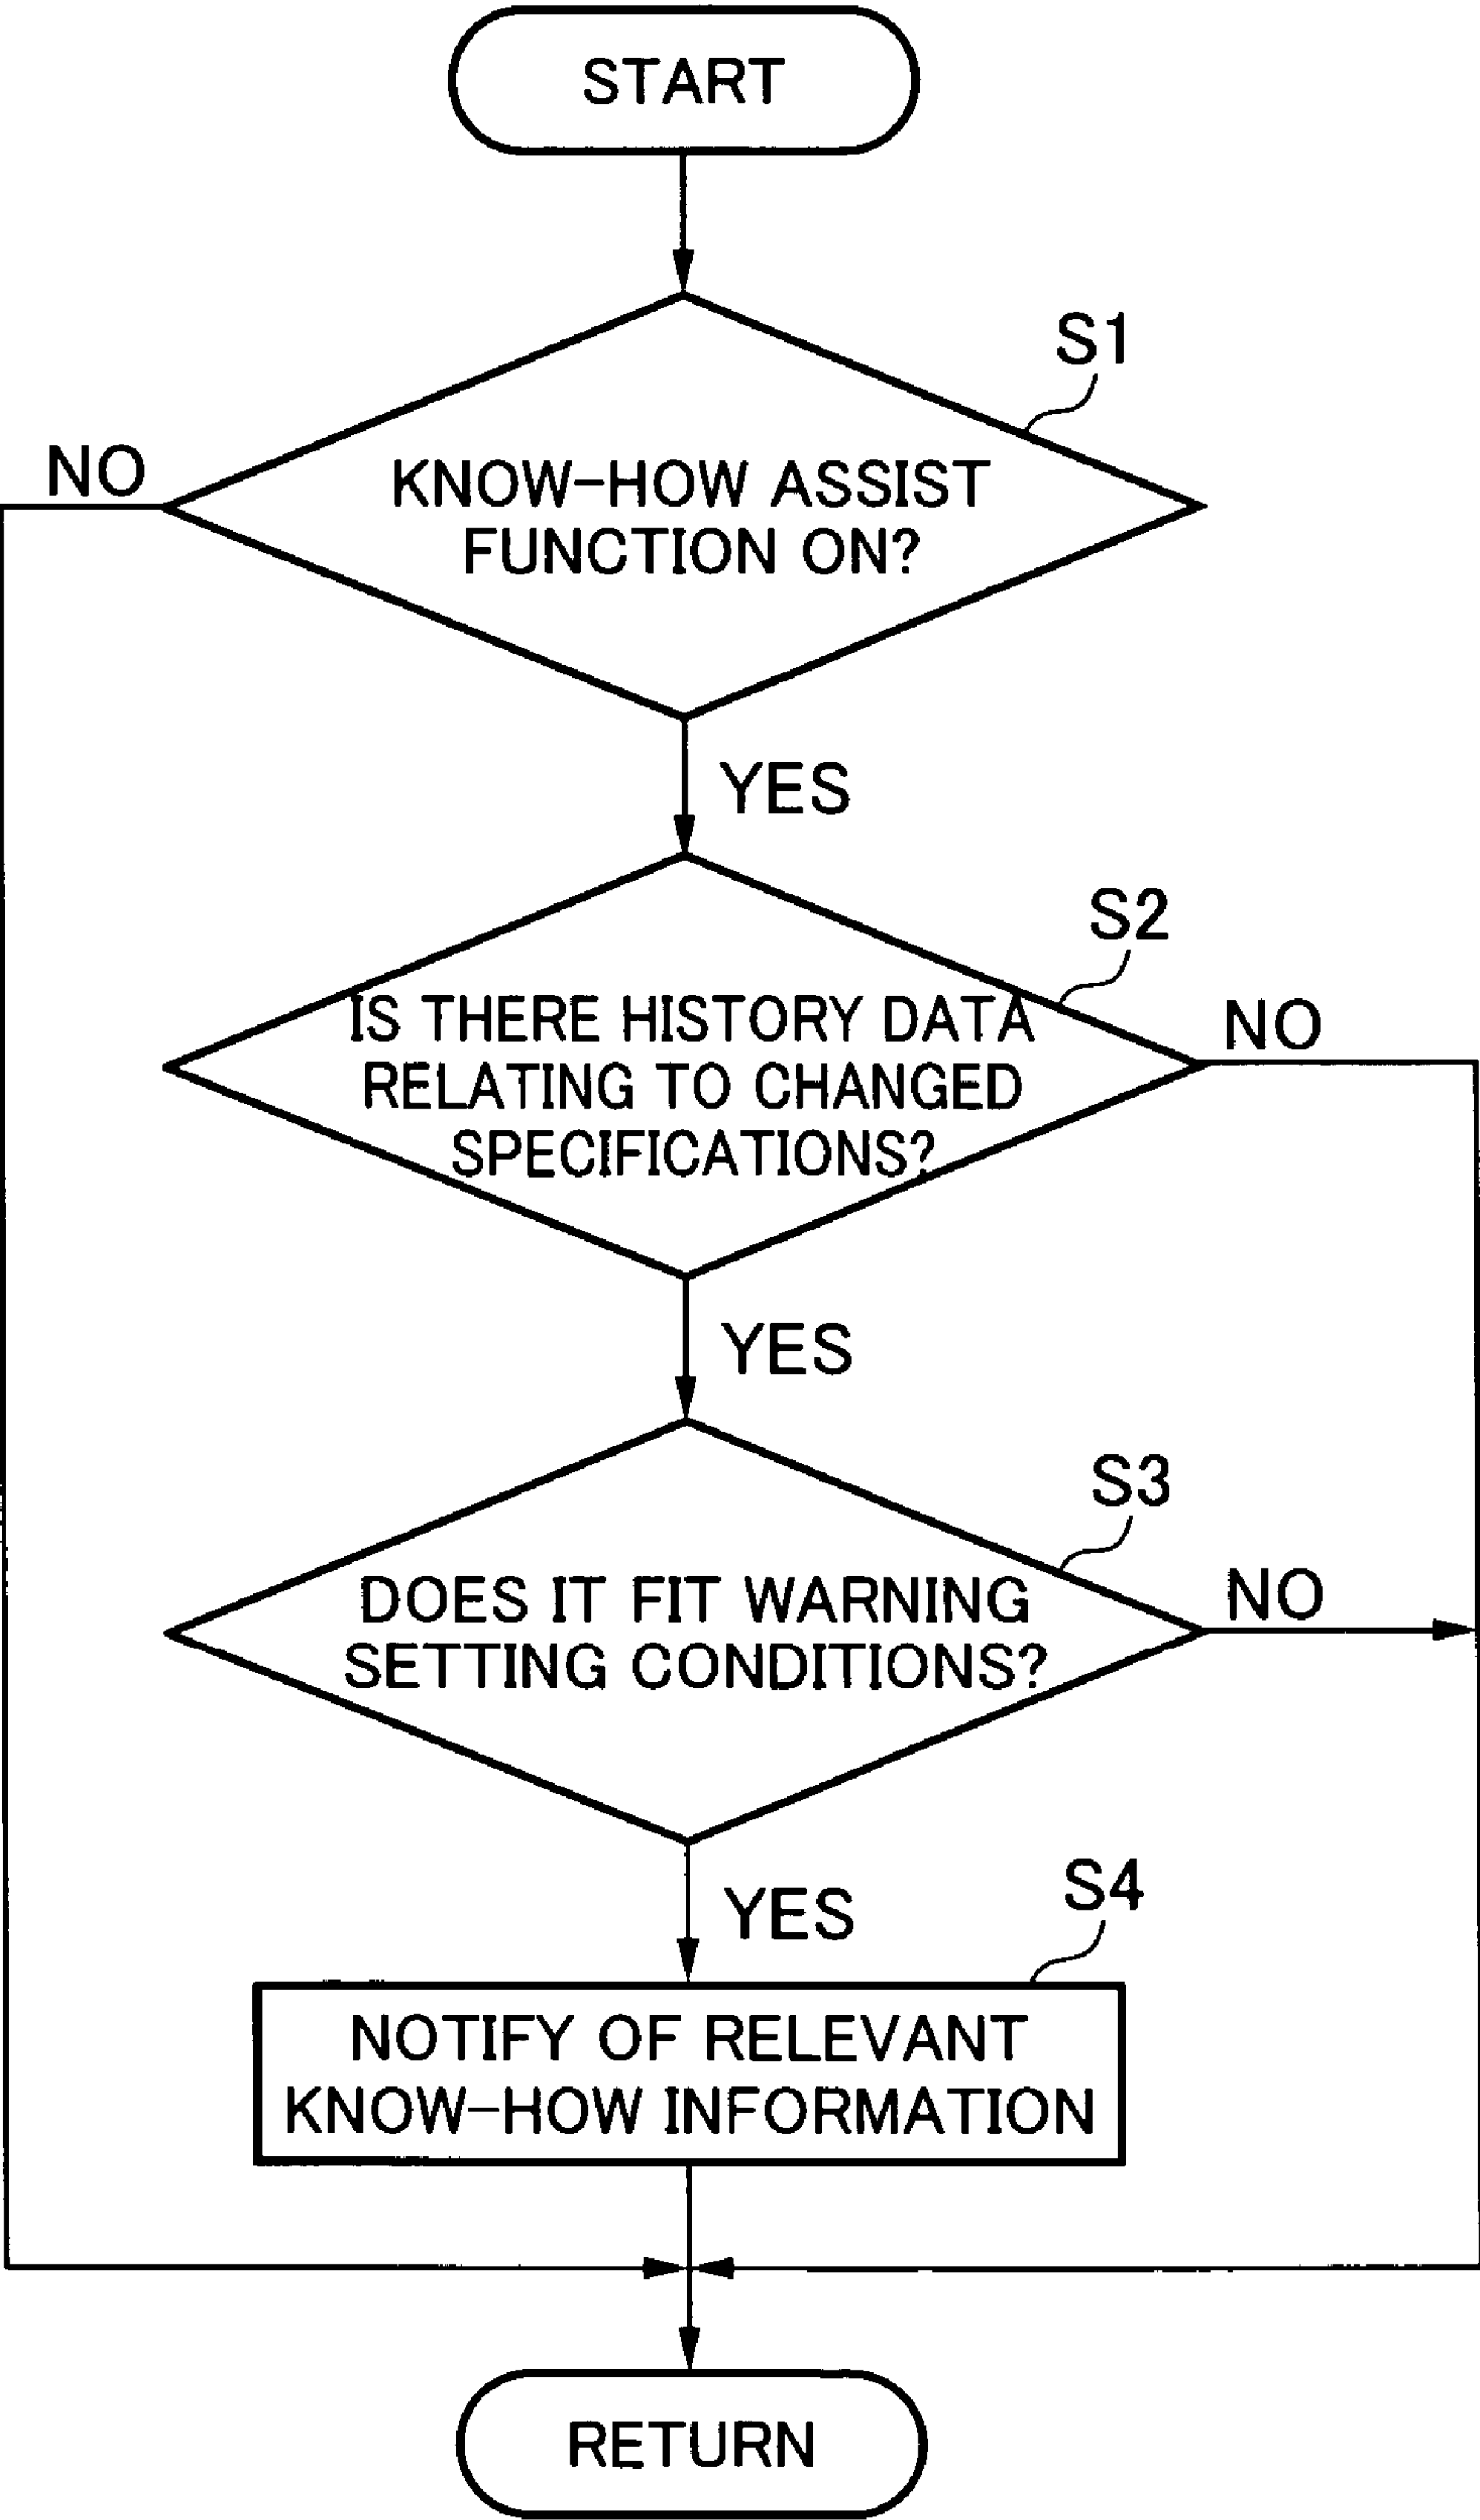 START
S1
NO
KNOW-HOW ASSIST
FUNCTION ON?
YES
S2
IS THERE HISTORY DATA
RELATING TO CHANGED
SPECIFICATIONS?
NO
YES
S3
DOES IT FIT WARNING
SETTING CONDITIONS?
NO
YES
S4
NOTIFY OF RELEVANT
KNOW-HOW INFORMATION
RETURN